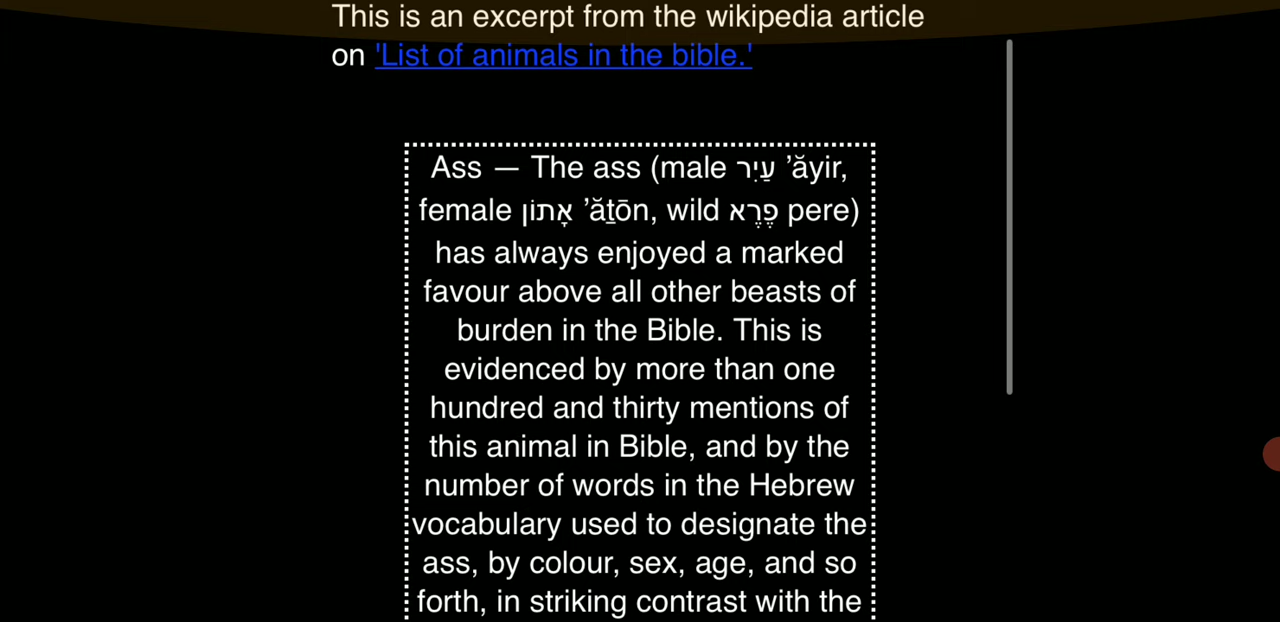 This is an excerpt from the wikipedia article
on 'List of animals in the bible.'
Ass — The ass (male עַיִר ’ăyir,
female אָתוֹן ’ăṯōn, wild פֶּרֶא pere)
has always enjoyed a marked
favour above all other beasts of
burden in the Bible. This is
evidenced by more than one
hundred and thirty mentions of
this animal in Bible, and by the
number of words in the Hebrew
vocabulary used to designate the
ass, by colour, sex, age, and so
forth, in striking contrast with the